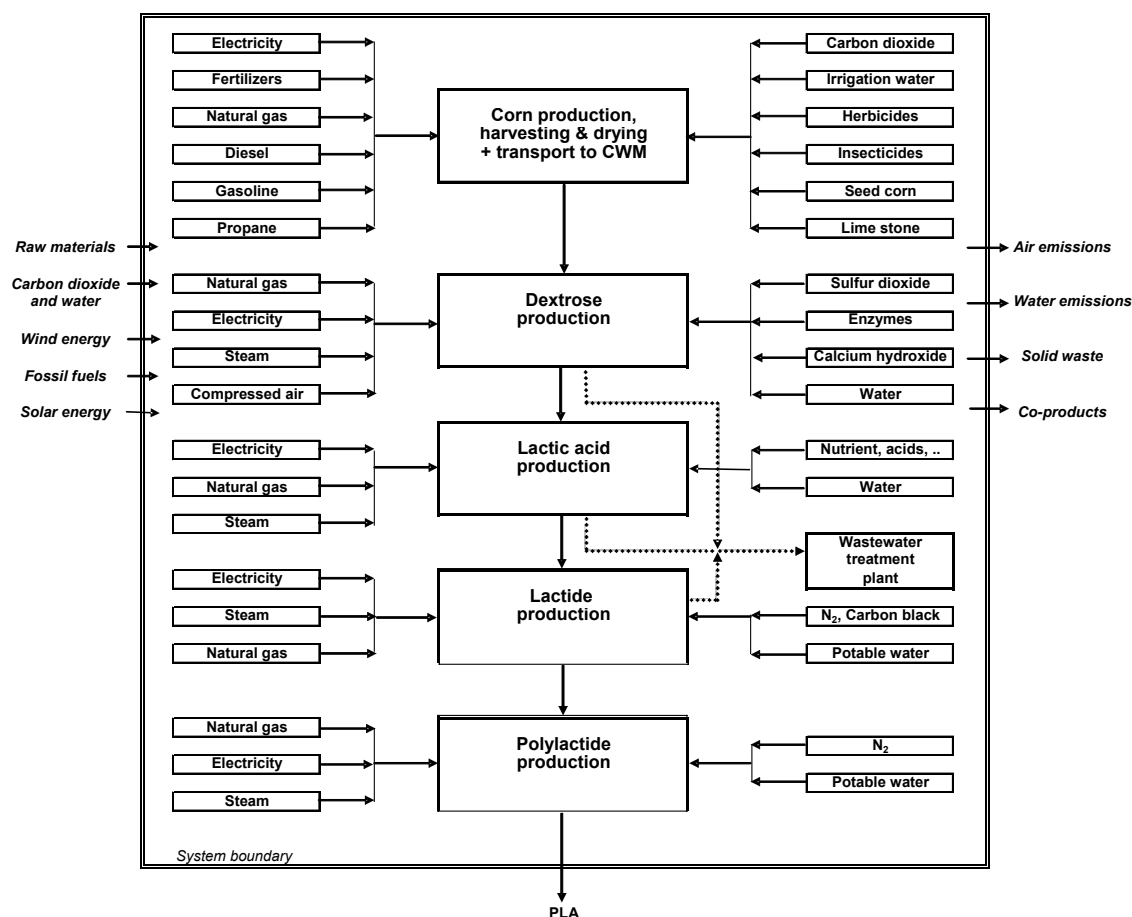 Electricity
Fertilizers
Natural gas
Diesel
Gasoline
Propane
Corn production,
harvesting & drying
+ transport to CWM
Carbon dioxide
Irrigation water
Herbicides
Insecticides
Seed corn
Lime stone
Raw materials
Carbon dioxide
and water
Wind energy
Fossil fuels
Solar energy
Air emissions
Water emissions
Solid waste
Co-products
Natural gas
Electricity
Steam
Compressed air
Dextrose
production
Sulfur dioxide
Enzymes
Calcium hydroxide
Water
Electricity
Natural gas
Steam
Lactic acid
production
Nutrient, acids, ..
Water
Wastewater
treatment
plant
Electricity
Steam
Natural gas
Lactide
production
N₂, Carbon black
Potable water
Natural gas
Electricity
Steam
Polylactide
production
N₂
Potable water
System boundary
PLA